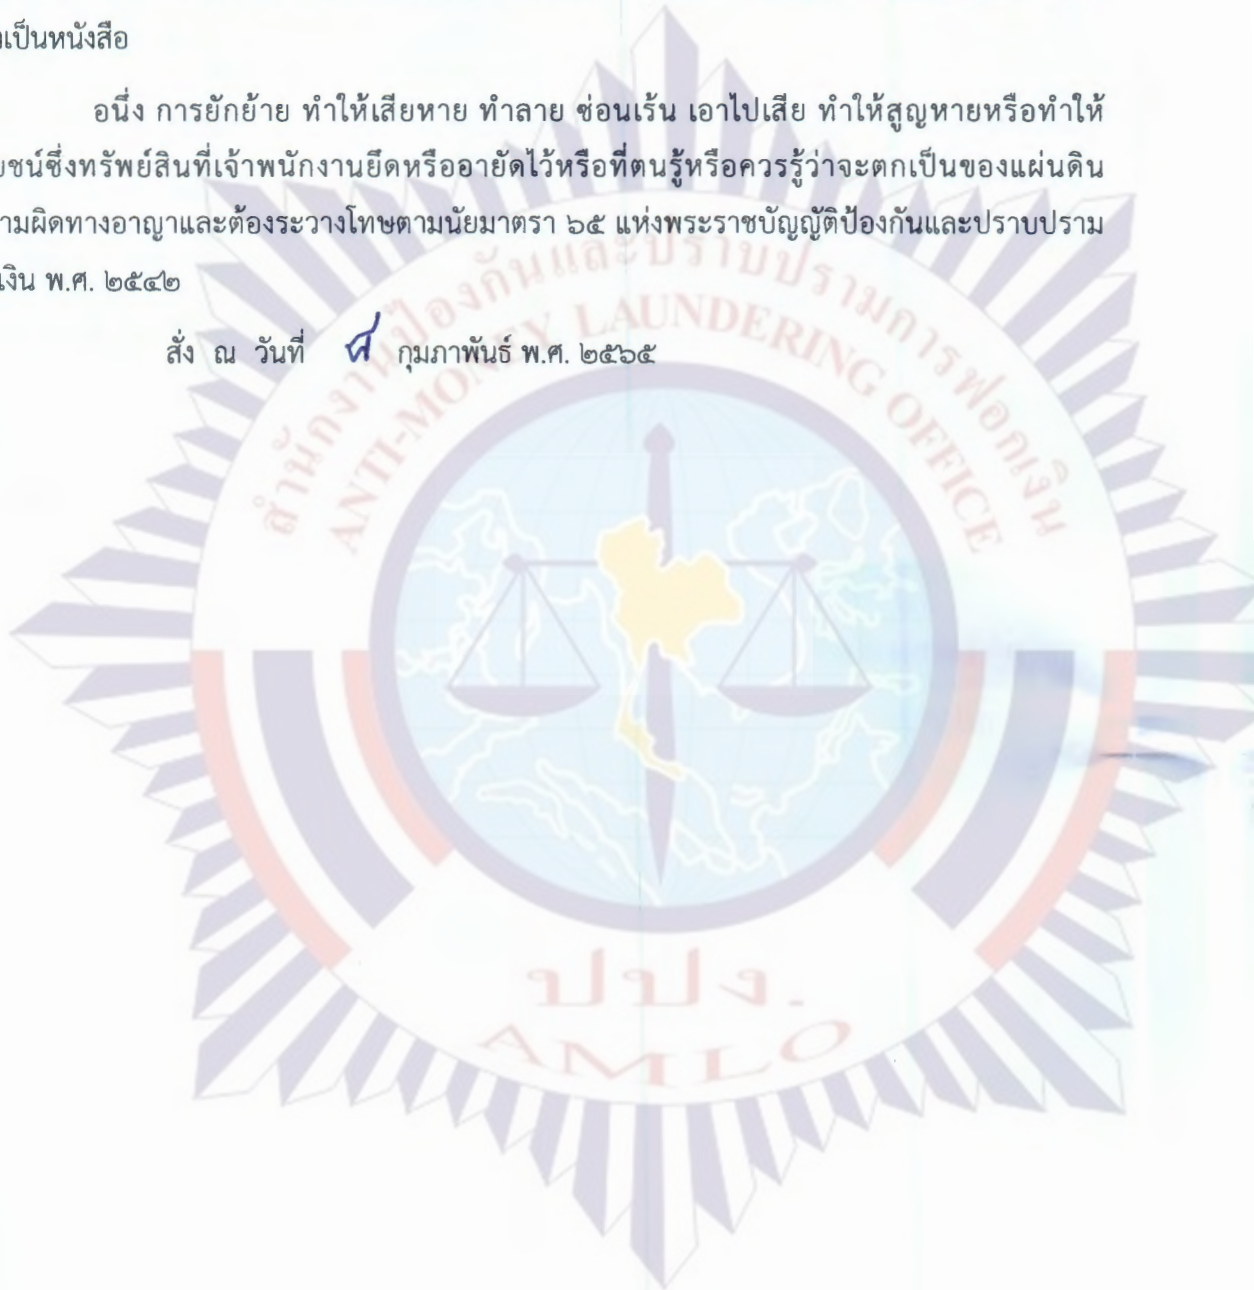 เป็นหนังสือ
อนึ่ง การยักย้าย ทำให้เสียหาย ทำลาย ซ่อนเร้น เอาไปเสีย ทำให้สูญหายหรือทำให้
ยชน์ซึ่งทรัพย์สินที่เจ้าพนักงานยึดหรืออายัดไว้หรือที่ตนรู้หรือควรรู้ว่าจะตกเป็นของแผ่นดิน
ามผิดทางอาญาและต้องระวางโทษตามนัยมาตรา ๖๕ แห่งพระราชบัญญัติป้องกันและปราบปราม
เงิน พ.ศ. ๒๕๔๒
สั่ง ณ วันที่ กุมภาพันธ์ พ.ศ. ๒๕๖๕
สำนักงานป้องกันและปราบปรามการฟอกเงิน
ANTI-MONEY LAUNDERING OFFICE
ปปง.
AMLO